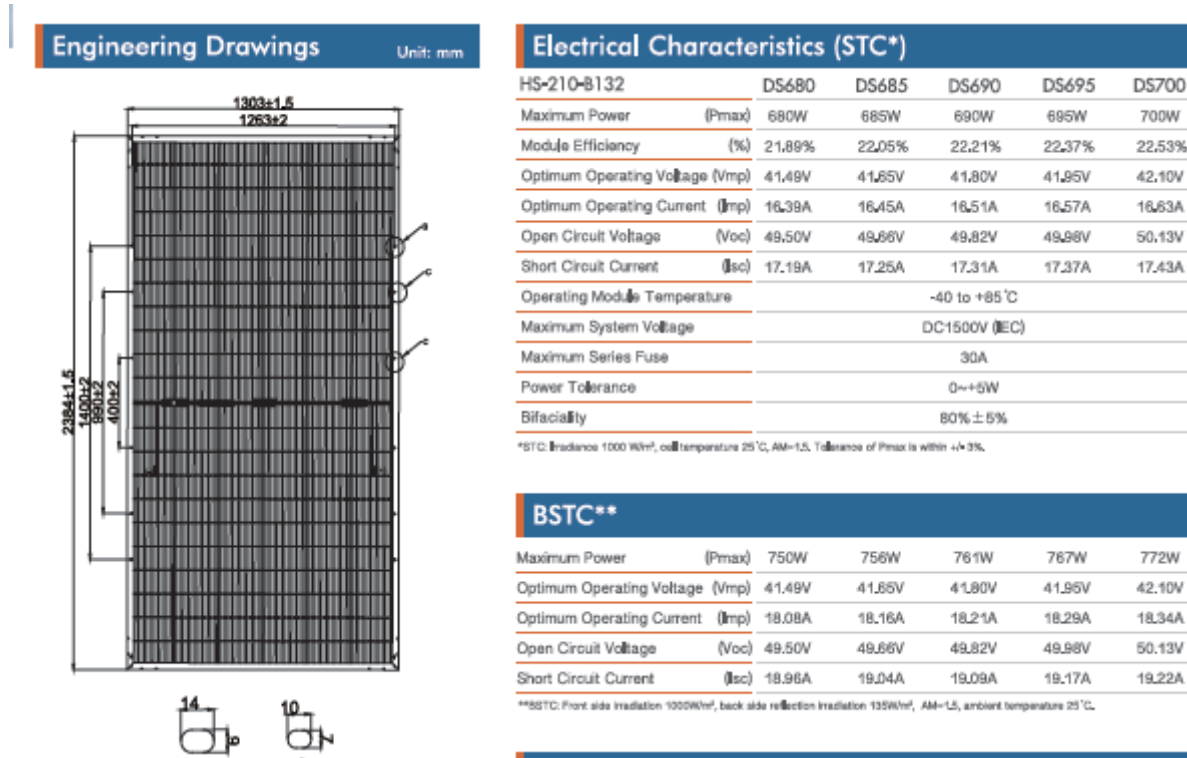 Engineering Drawings Unit: mm
1303±1.5
1263±2
2384±1.5
1400±2
990±2
400±2
C
C
14
9
10
7
Electrical Characteristics (STC*)
HS-210-B132 DS680 DS685 DS690 DS695 DS700
Maximum Power (Pmax) 680W 685W 690W 695W 700W
Module Efficiency (%) 21.89% 22.05% 22.21% 22.37% 22.53%
Optimum Operating Voltage (Vmp) 41.49V 41.65V 41.80V 41.95V 42.10V
Optimum Operating Current (Imp) 16.39A 16.45A 16.51A 16.57A 16.63A
Open Circuit Voltage (Voc) 49.50V 49.66V 49.82V 49.98V 50.13V
Short Circuit Current (Isc) 17.19A 17.25A 17.31A 17.37A 17.43A
Operating Module Temperature -40 to +85˚C
Maximum System Voltage DC1500V (IEC)
Maximum Series Fuse 30A
Power Tolerance 0~+5W
Bifaciality 80%±5%
*STC: Irradiance 1000 W/m², cell temperature 25˚C, AM=1.5. Tolerance of Pmax is within +/- 3%.
BSTC**
Maximum Power (Pmax) 750W 756W 761W 767W 772W
Optimum Operating Voltage (Vmp) 41.49V 41.65V 41.80V 41.95V 42.10V
Optimum Operating Current (Imp) 18.08A 18.16A 18.21A 18.29A 18.34A
Open Circuit Voltage (Voc) 49.50V 49.66V 49.82V 49.98V 50.13V
Short Circuit Current (Isc) 18.96A 19.04A 19.09A 19.17A 19.22A
**BSTC: Front side irradiation 1000W/m², back side reflection irradiation 135W/m², AM=1.5, ambient temperature 25˚C.